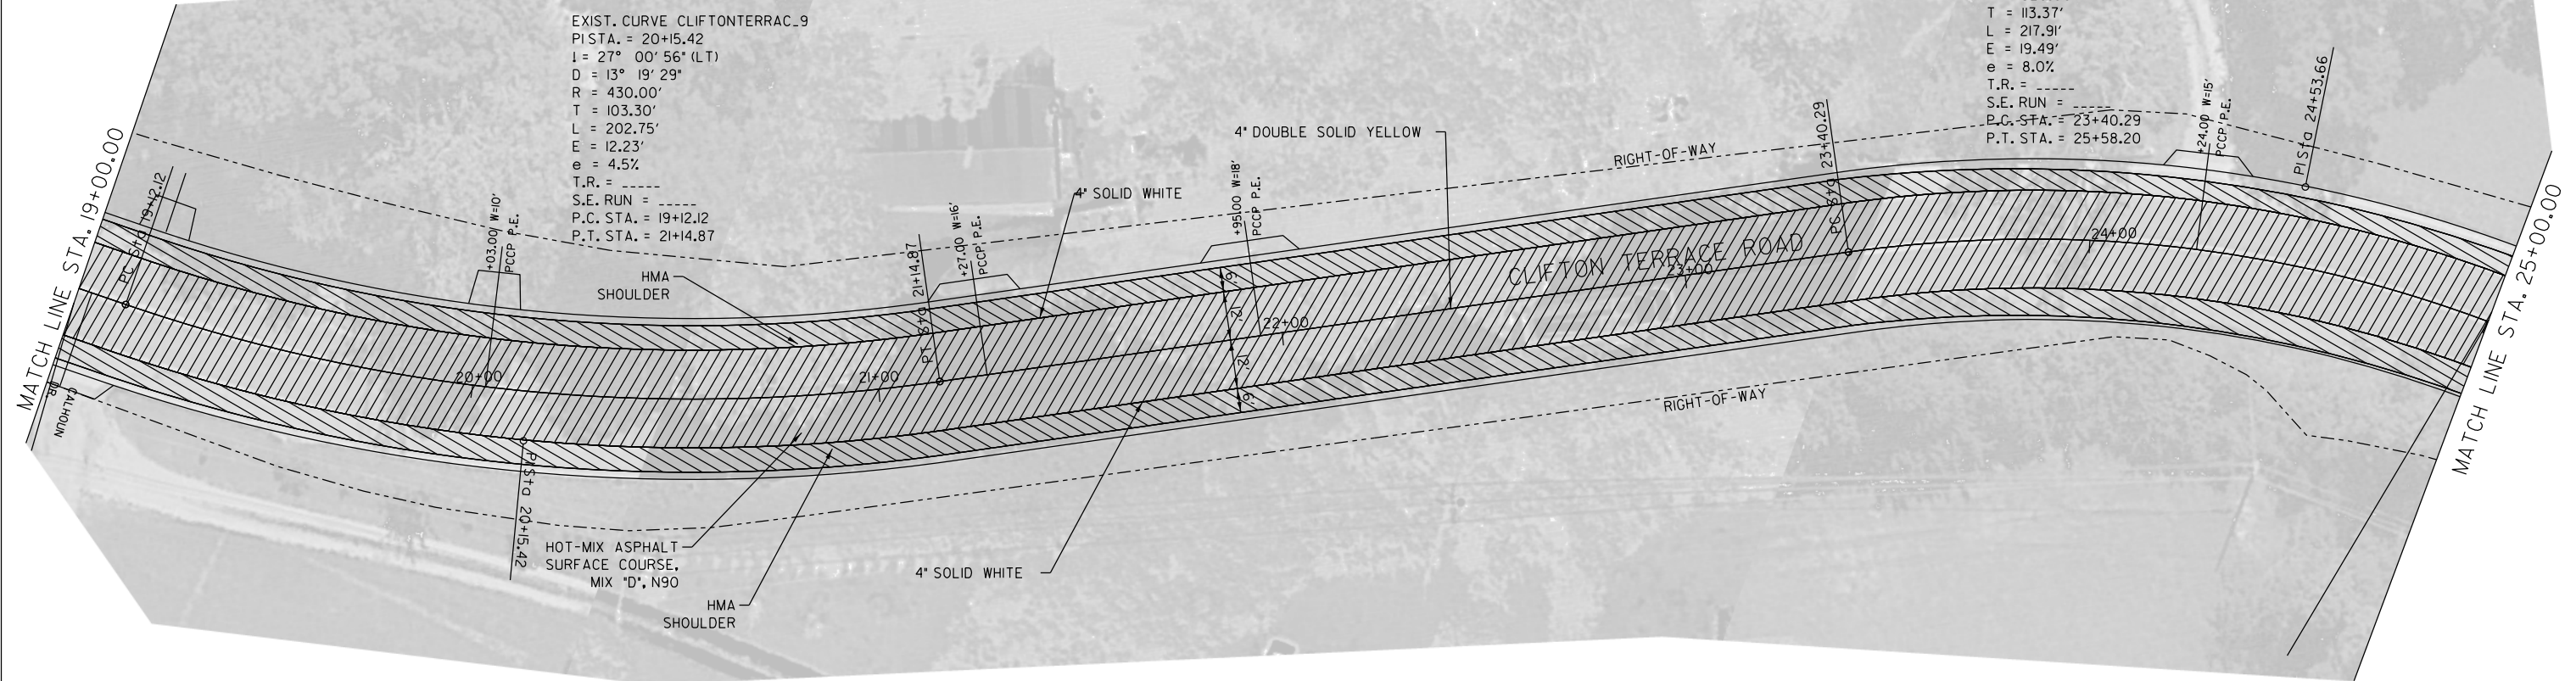 EXIST. CURVE CLIFTONTERRAC_9
PI STA. = 20+15.42
I = 27° 00' 56" (LT)
D = 13° 19' 29"
R = 430.00'
T = 103.30'
L = 202.75'
E = 12.23'
e = 4.5%
T.R. = _____
S.E. RUN = _____
P.C. STA. = 19+12.12
P.T. STA. = 21+14.87
T = 113.37'
L = 217.91'
E = 19.49'
e = 8.0%
T.R. = _____
S.E. RUN = _____
P.C. STA. = 23+40.29
P.T. STA. = 25+58.20
MATCH LINE STA. 19+00.00
PC Sta 19+12.12
CALHOUN
DR
+03.00 W=10'
PCCP P.E.
20+00
PI Sta 20+15.42
HMA
SHOULDER
21+00
PT Sta 21+14.87
+27.00 W=16'
PCCP P.E.
4" SOLID WHITE
+95.00 W=18'
PCCP P.E.
4" DOUBLE SOLID YELLOW
6'
12'
12'
6'
22+00
CLIFTON TERRACE ROAD
23+00
RIGHT-OF-WAY
PC Sta 23+40.29
24+00
+24.00 W=15'
PCCP P.E.
PI Sta 24+53.66
MATCH LINE STA. 25+00.00
RIGHT-OF-WAY
HOT-MIX ASPHALT
SURFACE COURSE,
MIX "D", N90
HMA
SHOULDER
4" SOLID WHITE